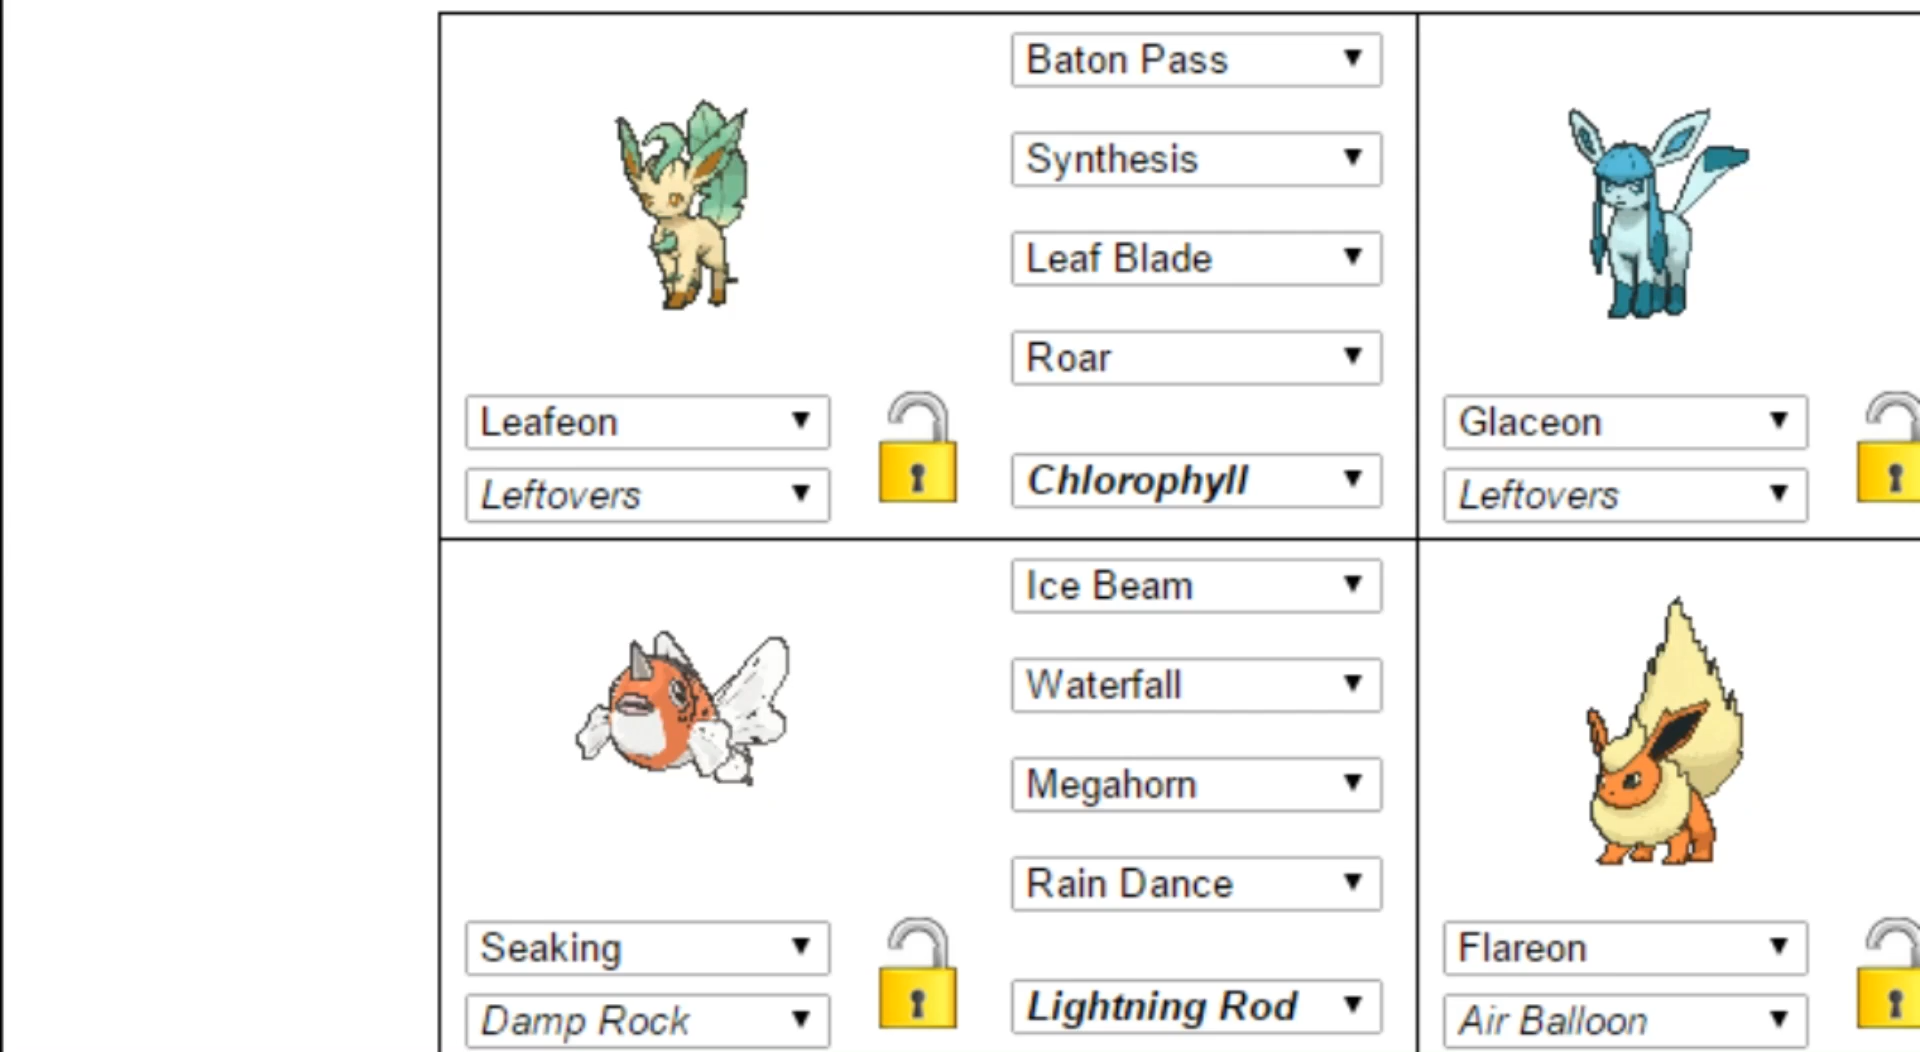 Baton Pass
Synthesis
Leaf Blade
Roar
Leafeon
Leftovers
Chlorophyll
Glaceon
Leftovers
Ice Beam
Waterfall
Megahorn
Rain Dance
Seaking
Damp Rock
Lightning Rod
Flareon
Air Balloon